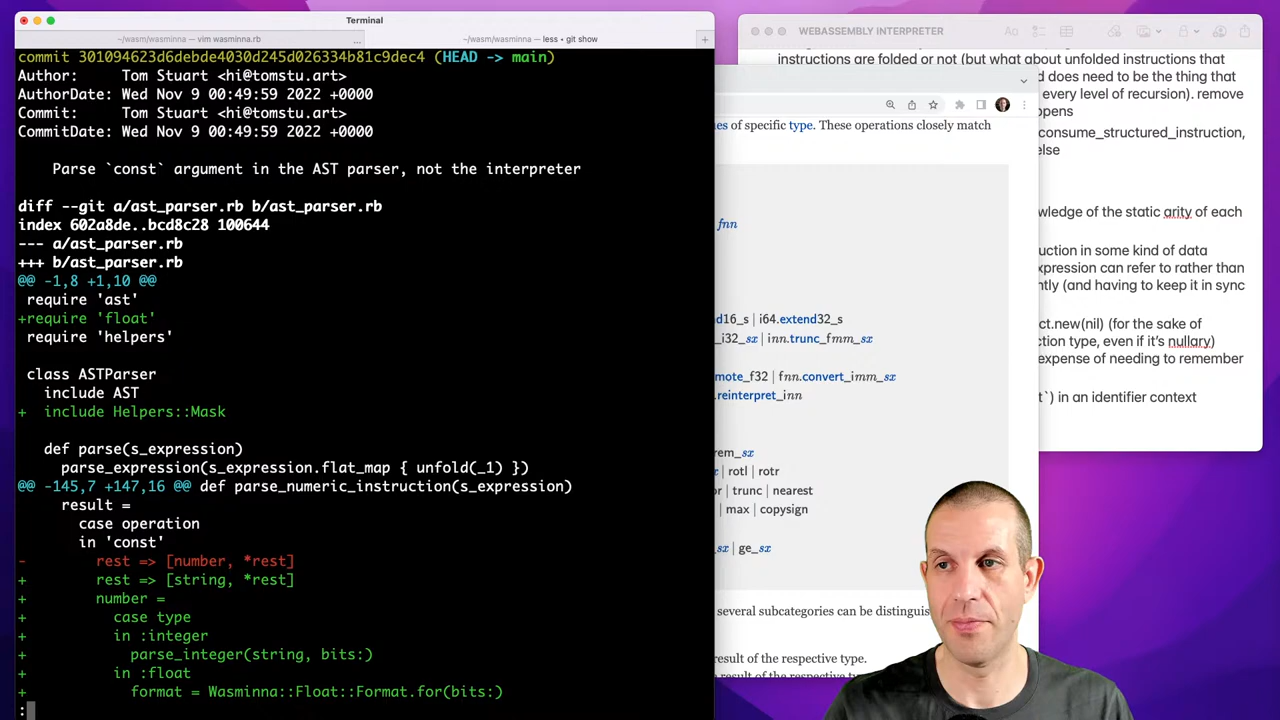 Terminal
~/wasm/wasminna — vim wasminna.rb
...
~/wasm/wasminna — less • git show
+
commit 301094623d6debde4030d245d026334b81c9dec4 (HEAD -> main)
Author:     Tom Stuart <hi@tomstu.art>
AuthorDate: Wed Nov 9 00:49:59 2022 +0000
Commit:     Tom Stuart <hi@tomstu.art>
CommitDate: Wed Nov 9 00:49:59 2022 +0000
    Parse `const` argument in the AST parser, not the interpreter
diff --git a/ast_parser.rb b/ast_parser.rb
index 602a8de..bcd8c28 100644
--- a/ast_parser.rb
+++ b/ast_parser.rb
@@ -1,8 +1,10 @@
 require 'ast'
+require 'float'
 require 'helpers'
 class ASTParser
   include AST
+  include Helpers::Mask
   def parse(s_expression)
     parse_expression(s_expression.flat_map { unfold(_1) })
@@ -145,7 +147,16 @@ def parse_numeric_instruction(s_expression)
     result =
       case operation
       in 'const'
-        rest => [number, *rest]
+        rest => [string, *rest]
+        number =
+          case type
+          in :integer
+            parse_integer(string, bits:)
+          in :float
+            format = Wasminna::Float::Format.for(bits:)
:
WEBASSEMBLY INTERPRETER
instructions are folded or not (but what about unfolded instructions that
d does need to be the thing that
every level of recursion). remove
opens
consume_structured_instruction,
else
wledge of the static arity of each
uction in some kind of data
xpression can refer to rather than
ntly (and having to keep it in sync
ct.new(nil) (for the sake of
ction type, even if it's nullary)
expense of needing to remember
t`) in an identifier context
es of specific type. These operations closely match
fnn
d16_s | i64.extend32_s
_i32_sx | inn.trunc_fmm_sx
mote_f32 | fnn.convert_imm_sx
.reinterpret_inn
rem_sx
| rotl | rotr
or | trunc | nearest
| max | copysign
_sx | ge_sx
several subcategories can be distinguis
result of the respective type.
e result of the respective type